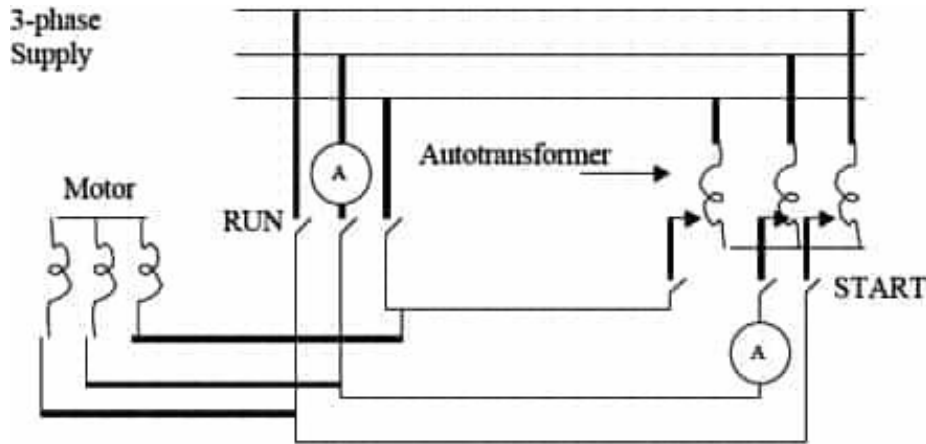 3-phase
Supply
A
Autotransformer
Motor
RUN
START
A